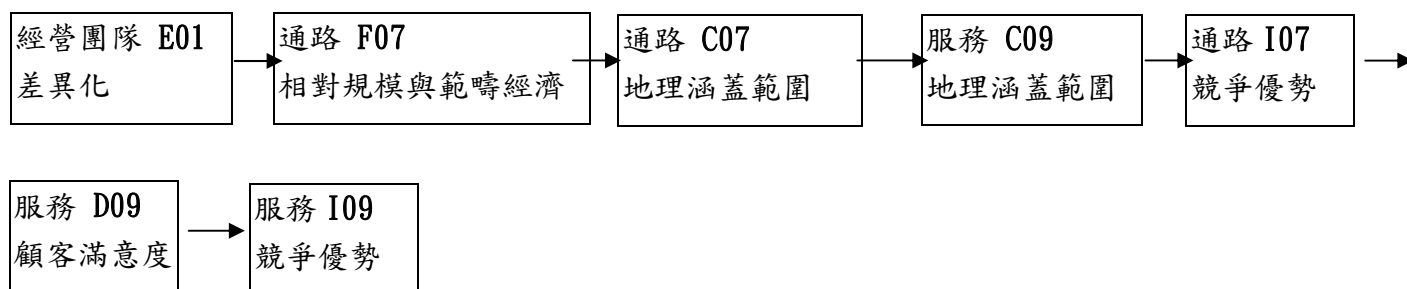 經營團隊 E01
差異化
通路 F07
相對規模與範疇經濟
通路 C07
地理涵蓋範圍
服務 C09
地理涵蓋範圍
通路 I07
競爭優勢
服務 D09
顧客滿意度
服務 I09
競爭優勢